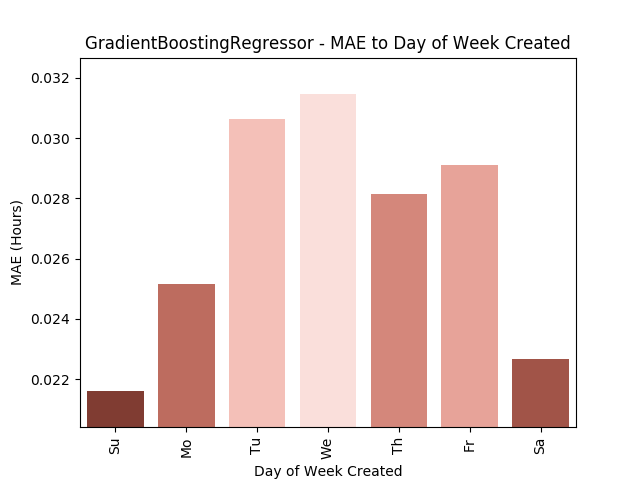 GradientBoostingRegressor - MAE to Day of Week Created
0.032
0.030
0.028
0.026
0.024
0.022
MAE (Hours)
Su Mo Tu We Th Fr Sa
Day of Week Created